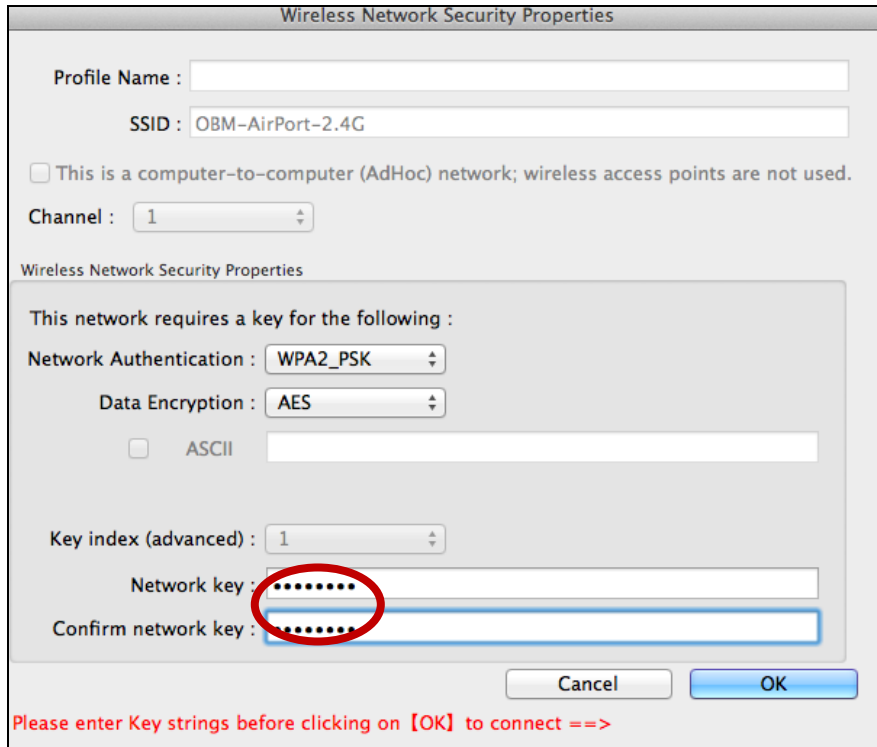 Wireless Network Security Properties
Profile Name :
SSID : OBM-AirPort-2.4G
This is a computer-to-computer (AdHoc) network; wireless access points are not used.
Channel : 1
Wireless Network Security Properties
This network requires a key for the following :
Network Authentication : WPA2_PSK
Data Encryption : AES
ASCII
Key index (advanced) : 1
Network key : ••••••••
Confirm network key : ••••••••
Cancel OK
Please enter Key strings before clicking on【OK】to connect ==>